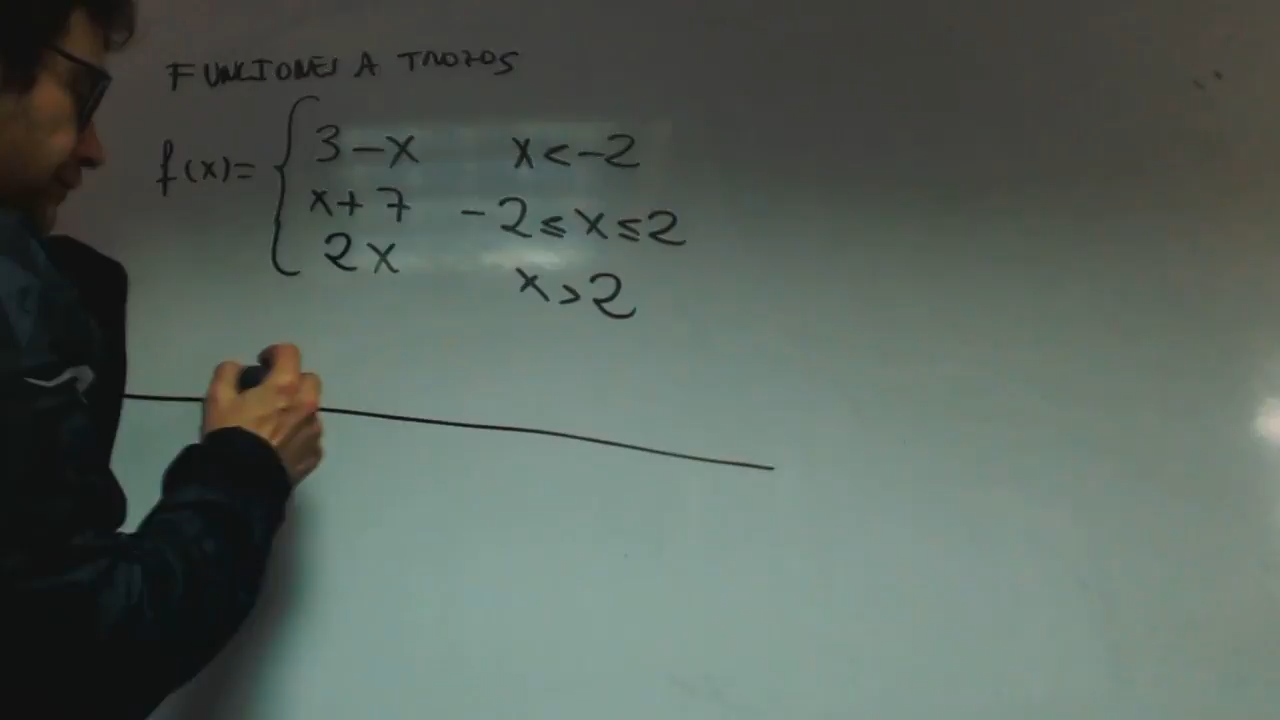 FUNCIONES A TROZOS
f(x)= { 3-x x<-2
x+7 -2≤x≤2
2x x>2